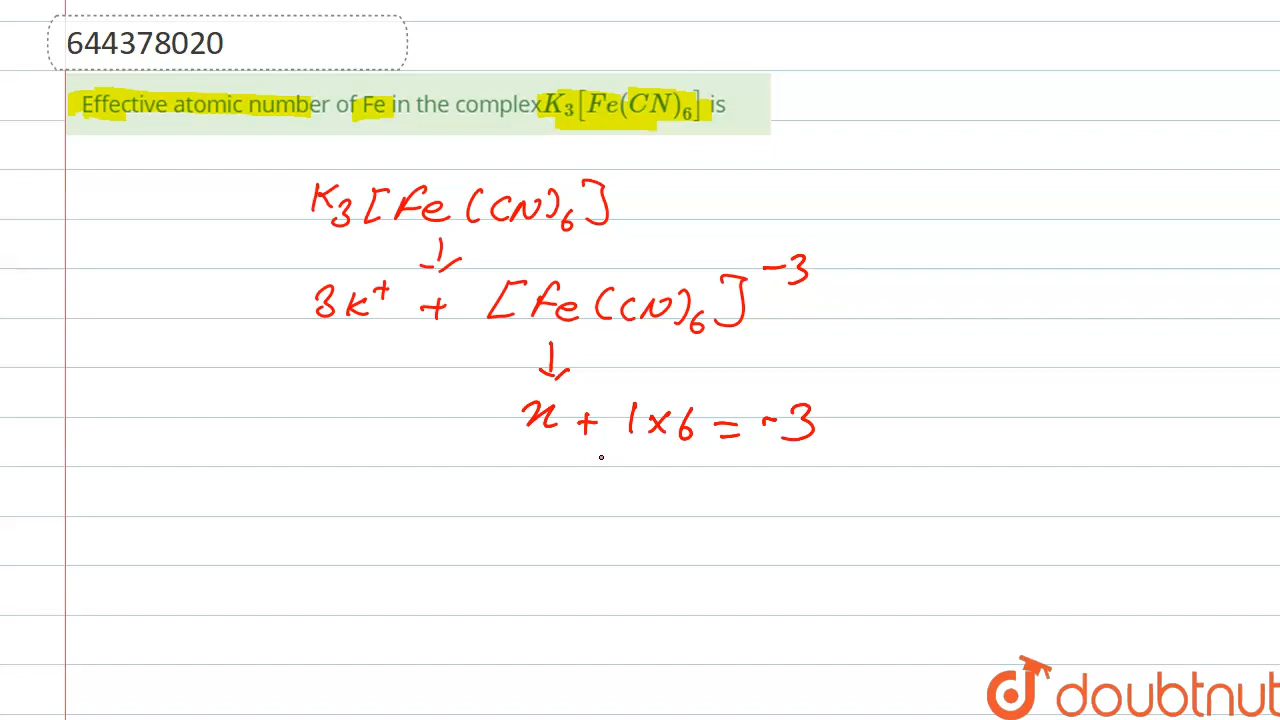 644378020
Effective atomic number of Fe in the complex K₃[Fe(CN)₆] is
K₃[Fe(CN)₆]
3K⁺ + [Fe(CN)₆]⁻³
x + 1×6 = -3
doubtnut